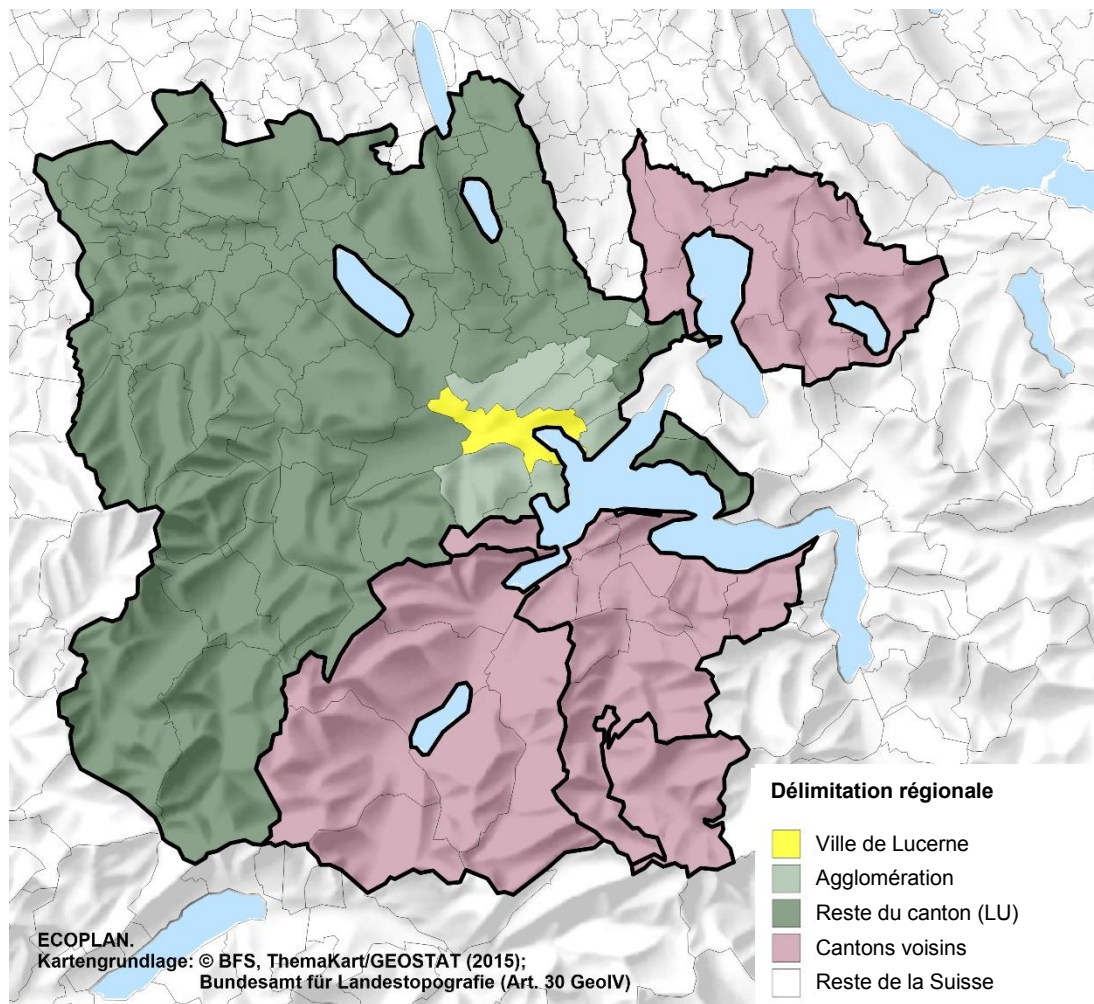 Délimitation régionale
Ville de Lucerne
Agglomération
Reste du canton (LU)
Cantons voisins
Reste de la Suisse
ECOPLAN.
Kartengrundlage: © BFS, ThemaKart/GEOSTAT (2015);
Bundesamt für Landestopografie (Art. 30 GeoIV)